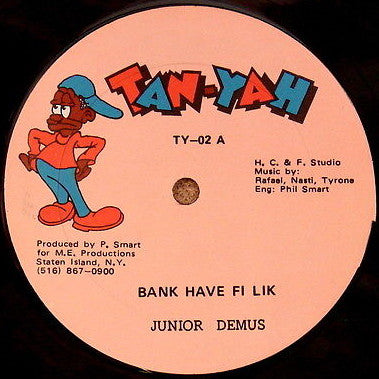 TAN-YAH
TY-02 A
H. C. & F. Studio
Music by:
Rafael, Nasti, Tyrone
Eng: Phil Smart
Produced by P. Smart
for M.E. Productions
Staten Island, N.Y.
(516) 867-0900
BANK HAVE FI LIK
JUNIOR DEMUS